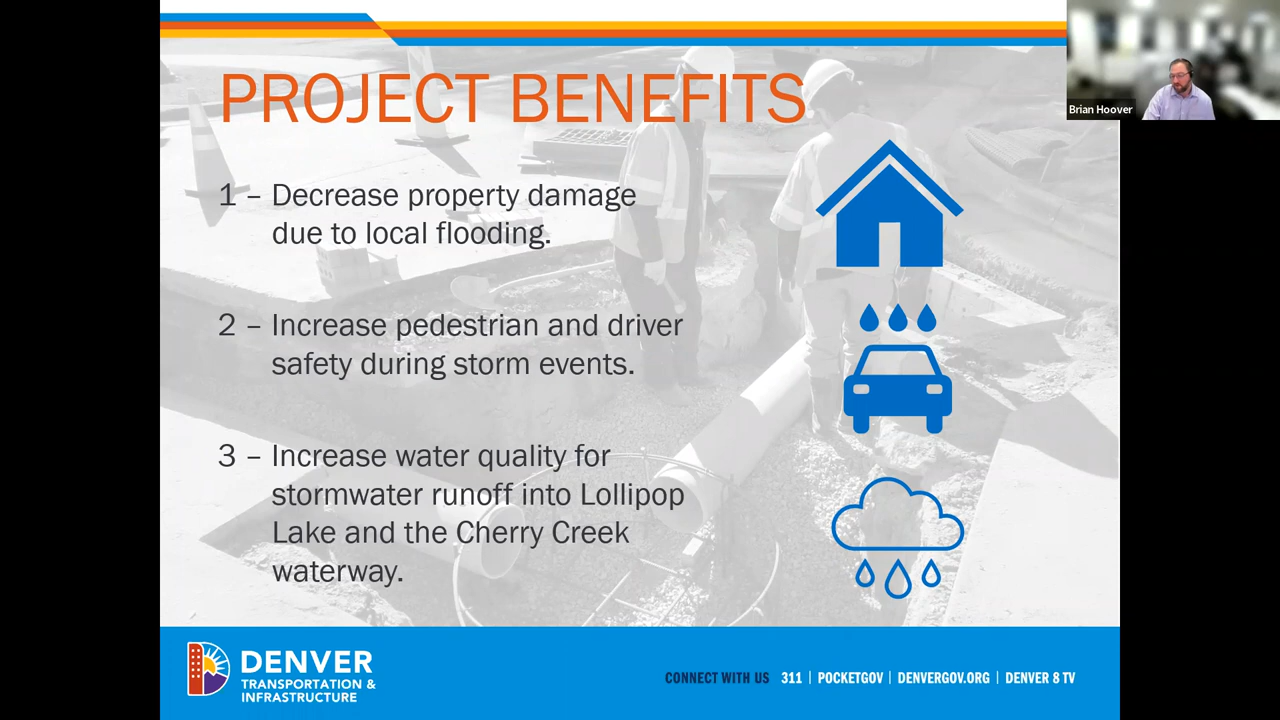 PROJECT BENEFITS
Brian Hoover
1 – Decrease property damage
due to local flooding.
2 – Increase pedestrian and driver
safety during storm events.
3 – Increase water quality for
stormwater runoff into Lollipop
Lake and the Cherry Creek
waterway.
DENVER
TRANSPORTATION &
INFRASTRUCTURE
CONNECT WITH US 311 | POCKETGOV | DENVERGOV.ORG | DENVER 8 TV